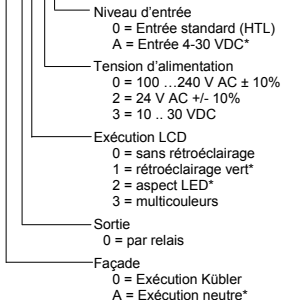 Niveau d'entrée
0 = Entrée standard (HTL)
A = Entrée 4-30 VDC*
Tension d'alimentation
0 = 100 …240 V AC ± 10%
2 = 24 V AC +/- 10%
3 = 10 .. 30 VDC
Exécution LCD
0 = sans rétroéclairage
1 = rétroéclairage vert*
2 = aspect LED*
3 = multicouleurs
Sortie
0 = par relais
Façade
0 = Exécution Kübler
A = Exécution neutre*